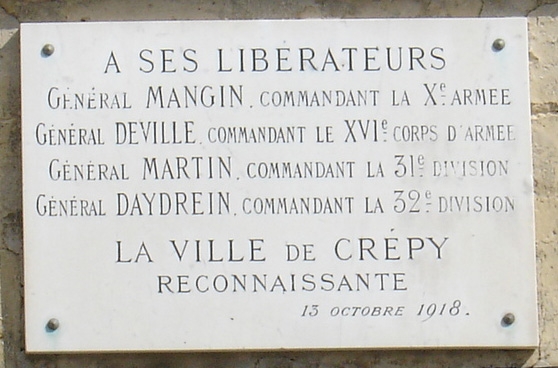 A SES LIBERATEURS
GÉNÉRAL MANGIN, COMMANDANT LA Xe ARMEE
GÉNÉRAL DEVILLE, COMMANDANT LE XVIe CORPS D'ARMEE
GÉNÉRAL MARTIN, COMMANDANT LA 31e DIVISION
GÉNÉRAL DAYDREIN, COMMANDANT LA 32e DIVISION
LA VILLE DE CRÉPY
RECONNAISSANTE
13 OCTOBRE 1918.